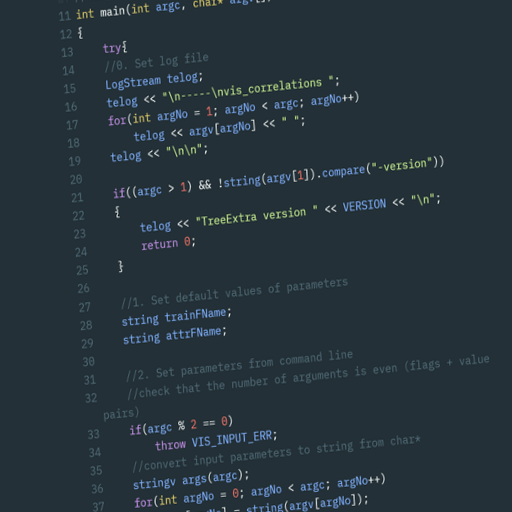 11 int main(int argc, char*
12 {
13 try{
14 //0. Set log file
15 LogStream telog;
16 telog << "\n-----\nvis_correlations ";
17 for(int argNo = 1; argNo < argc; argNo++)
18 telog << argv[argNo] << " ";
19 telog << "\n\n";
20
21 if((argc > 1) && !string(argv[1]).compare("-version"))
22 {
23 telog << "TreeExtra version " << VERSION << "\n";
24 return 0;
25 }
26
27 //1. Set default values of parameters
28 string trainFName;
29 string attrFName;
30
31 //2. Set parameters from command line
32 //check that the number of arguments is even (flags + value
pairs)
33 if(argc % 2 == 0)
34 throw VIS_INPUT_ERR;
35 //convert input parameters to string from char*
36 stringv args(argc);
37 for(int argNo = 0; argNo < argc; argNo++)
= string(argv[argNo]);